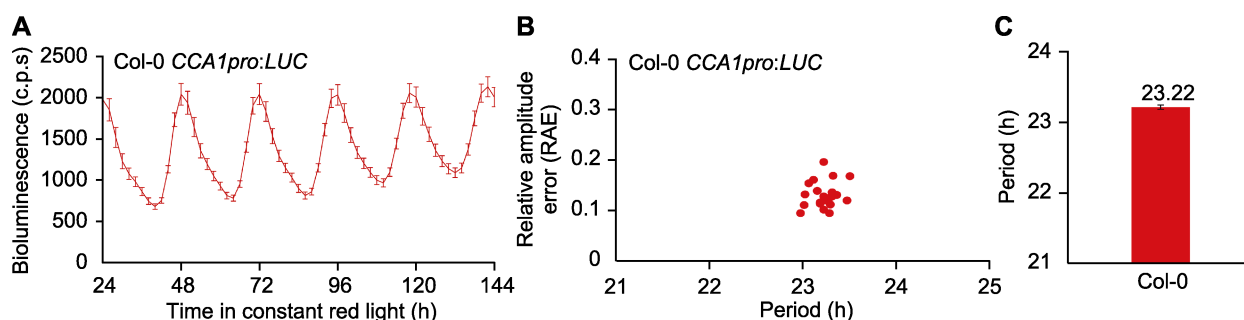 A
Col-0 CCA1pro:LUC
Bioluminescence (c.p.s)
2500
2000
1500
1000
500
0
24
48
72
96
120
144
Time in constant red light (h)
B
Col-0 CCA1pro:LUC
Relative amplitude
error (RAE)
0.4
0.3
0.2
0.1
0
21
22
23
24
25
Period (h)
C
Period (h)
24
23
22
21
23.22
Col-0